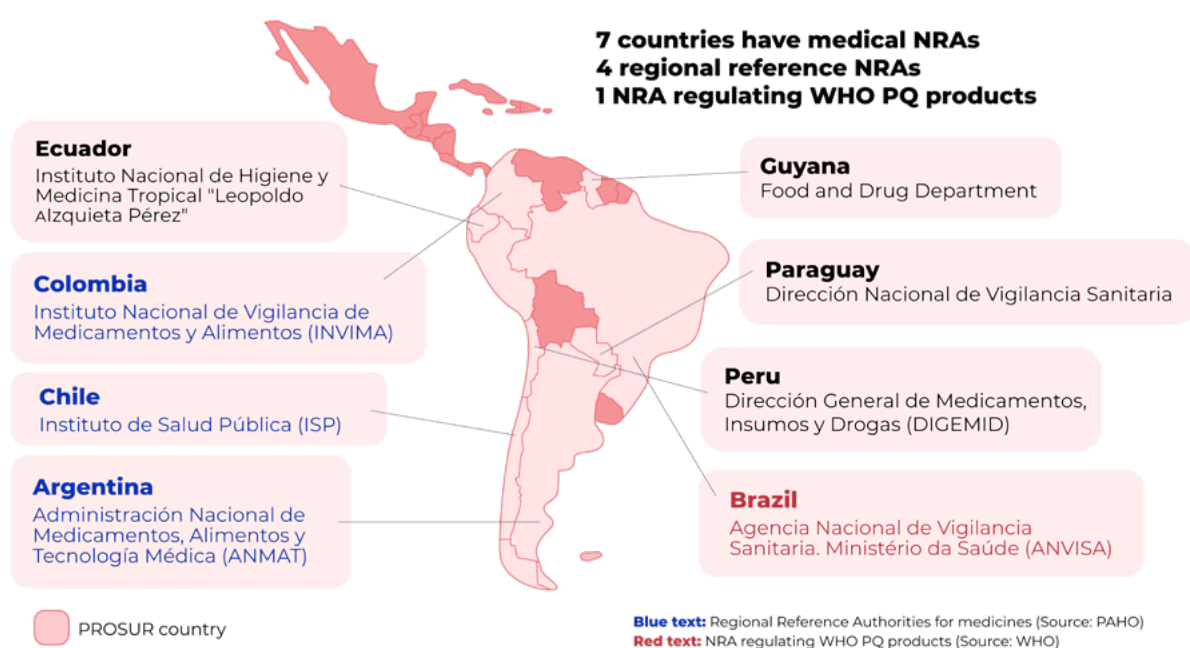 7 countries have medical NRAs
4 regional reference NRAs
1 NRA regulating WHO PQ products
Ecuador
Instituto Nacional de Higiene y
Medicina Tropical "Leopoldo
AIzquieta Pérez"
Colombia
Instituto Nacional de Vigilancia de
Medicamentos y Alimentos (INVIMA)
Chile
Instituto de Salud Pública (ISP)
Argentina
Administración Nacional de
Medicamentos, Alimentos y
Tecnología Médica (ANMAT)
Guyana
Food and Drug Department
Paraguay
Dirección Nacional de Vigilancia Sanitaria
Peru
Dirección General de Medicamentos,
Insumos y Drogas (DIGEMID)
Brazil
Agencia Nacional de Vigilancia
Sanitaria. Ministério da Saúde (ANVISA)
PROSUR country
Blue text: Regional Reference Authorities for medicines (Source: PAHO)
Red text: NRA regulating WHO PQ products (Source: WHO)